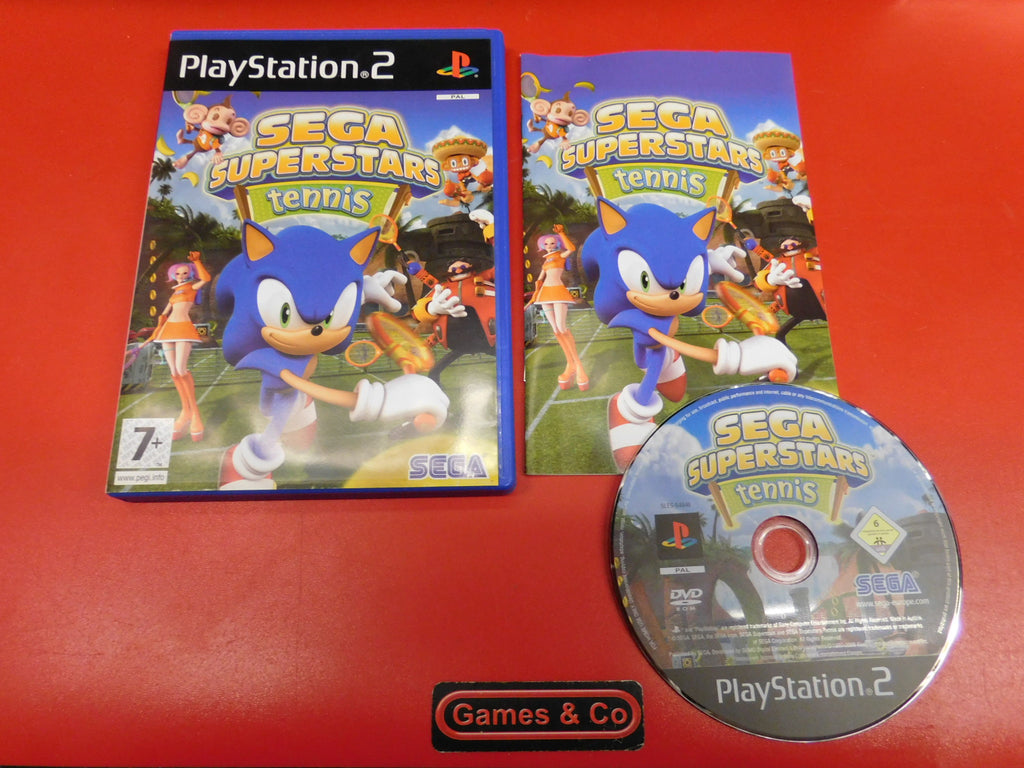 PlayStation®2
PAL
SEGA
SUPERSTARS
tennis
7+
www.pegi.info
SEGA
SEGA
SUPERSTARS
tennis
SEGA
SUPERSTARS
tennis
PAL
DVD
ROM
6
SEGA
www.sega-europe.com
PlayStation®2
Games & Co